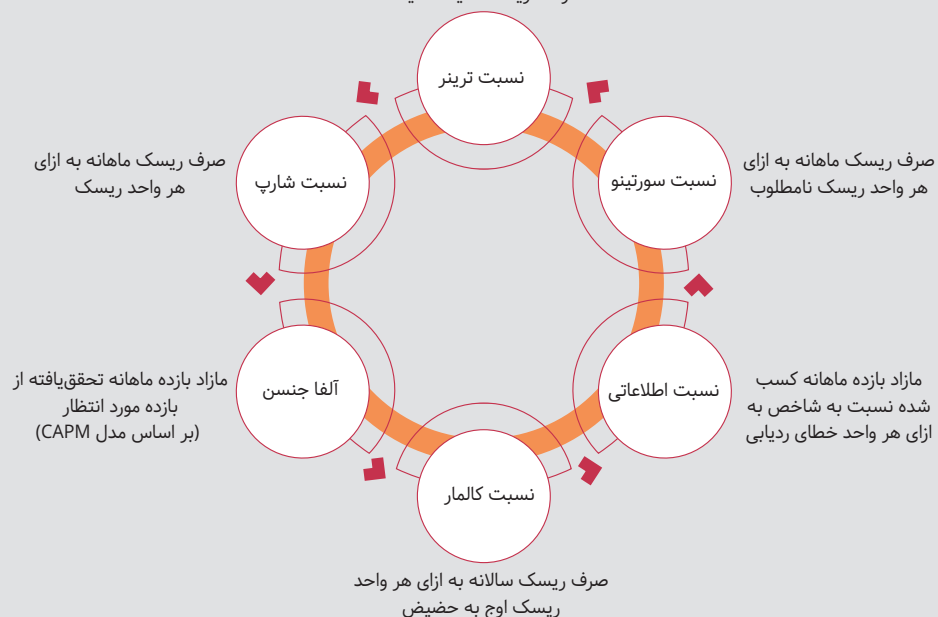 نسبت ترینر
نسبت سورتینو
صرف ریسک ماهانه به ازای
هر واحد ریسک نامطلوب
نسبت شارپ
صرف ریسک ماهانه به ازای
هر واحد ریسک
نسبت اطلاعاتی
مازاد بازده ماهانه کسب
شده نسبت به شاخص به
ازای هر واحد خطای ردیابی
آلفا جنسن
مازاد بازده ماهانه تحقق‌یافته از
بازده مورد انتظار
(بر اساس مدل CAPM)
نسبت کالمار
صرف ریسک سالانه به ازای هر واحد
ریسک اوج به حضیض